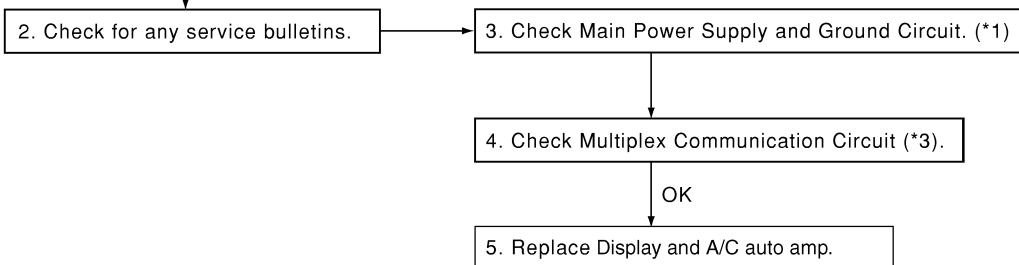 2. Check for any service bulletins.
3. Check Main Power Supply and Ground Circuit. (*1)
4. Check Multiplex Communication Circuit (*3).
OK
5. Replace Display and A/C auto amp.